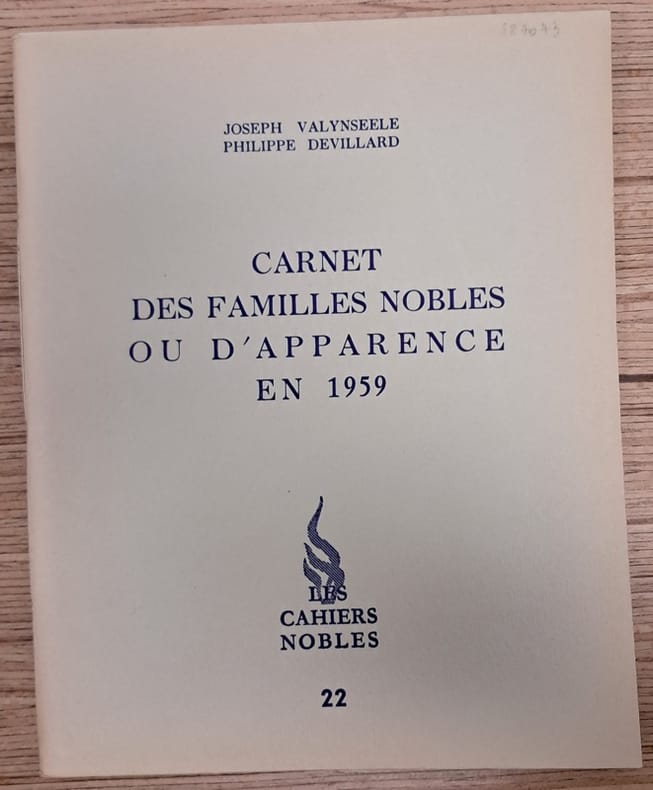 JOSEPH VALYNSEELE
PHILIPPE DEVILLARD
CARNET
DES FAMILLES NOBLES
OU D'APPARENCE
EN 1959
LES
CAHIERS
NOBLES
22